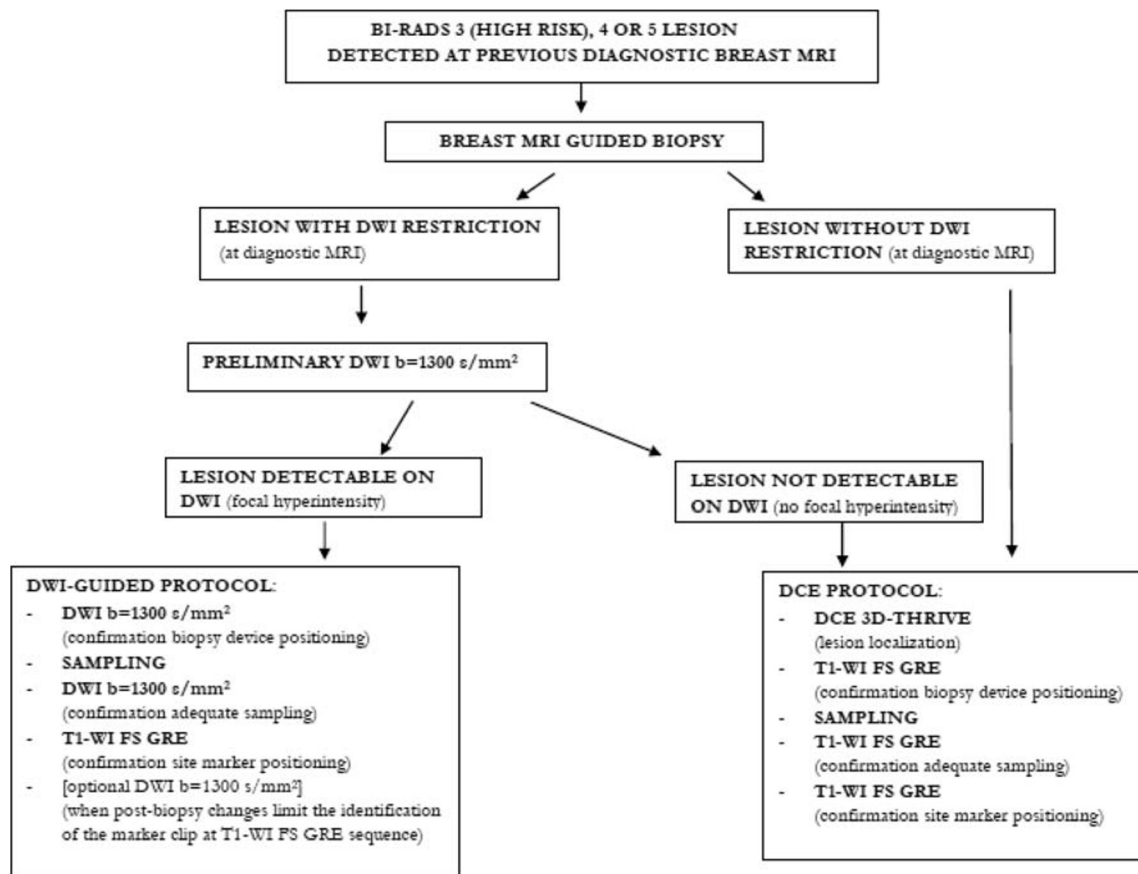 BI-RADS 3 (HIGH RISK), 4 OR 5 LESION
DETECTED AT PREVIOUS DIAGNOSTIC BREAST MRI
BREAST MRI GUIDED BIOPSY
LESION WITH DWI RESTRICTION
(at diagnostic MRI)
LESION WITHOUT DWI
RESTRICTION (at diagnostic MRI)
PRELIMINARY DWI b=1300 s/mm²
LESION DETECTABLE ON
DWI (focal hyperintensity)
LESION NOT DETECTABLE
ON DWI (no focal hyperintensity)
DWI-GUIDED PROTOCOL:
- DWI b=1300 s/mm²
(confirmation biopsy device positioning)
- SAMPLING
- DWI b=1300 s/mm²
(confirmation adequate sampling)
- T1-WI FS GRE
(confirmation site marker positioning)
- [optional DWI b=1300 s/mm²]
(when post-biopsy changes limit the identification
of the marker clip at T1-WI FS GRE sequence)
DCE PROTOCOL:
- DCE 3D-THRIVE
(lesion localization)
- T1-WI FS GRE
(confirmation biopsy device positioning)
- SAMPLING
- T1-WI FS GRE
(confirmation adequate sampling)
- T1-WI FS GRE
(confirmation site marker positioning)